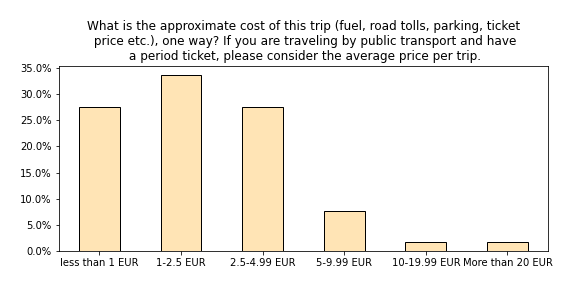 What is the approximate cost of this trip (fuel, road tolls, parking, ticket
price etc.), one way? If you are traveling by public transport and have
a period ticket, please consider the average price per trip.
35.0%
30.0%
25.0%
20.0%
15.0%
10.0%
5.0%
0.0%
less than 1 EUR 1-2.5 EUR 2.5-4.99 EUR 5-9.99 EUR 10-19.99 EUR More than 20 EUR